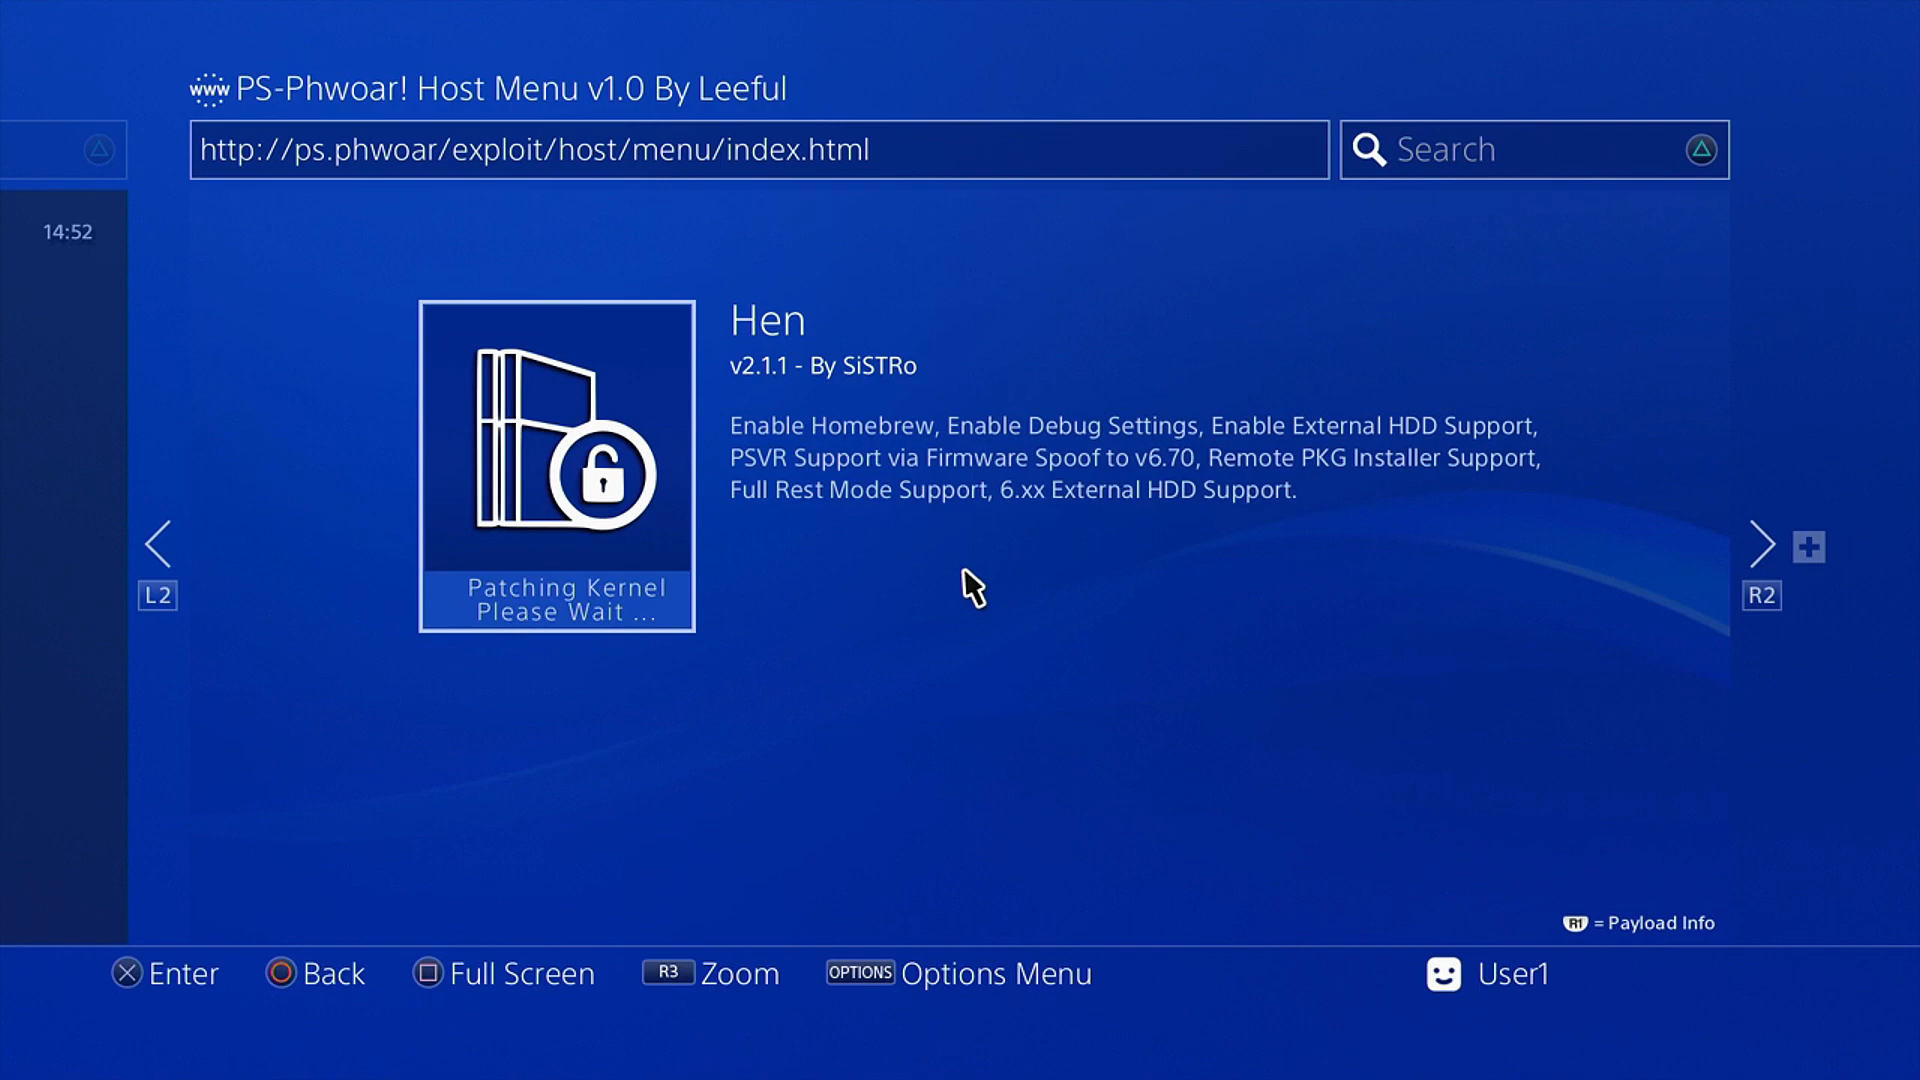 www PS-Phwoar! Host Menu v1.0 By Leeful
http://ps.phwoar/exploit/host/menu/index.html
Search
14:52
Hen
v2.1.1 - By SiSTRo
Enable Homebrew, Enable Debug Settings, Enable External HDD Support,
PSVR Support via Firmware Spoof to v6.70, Remote PKG Installer Support,
Full Rest Mode Support, 6.xx External HDD Support.
Patching Kernel
Please Wait ...
L2
R2
R1 = Payload Info
Enter Back Full Screen R3 Zoom OPTIONS Options Menu User1